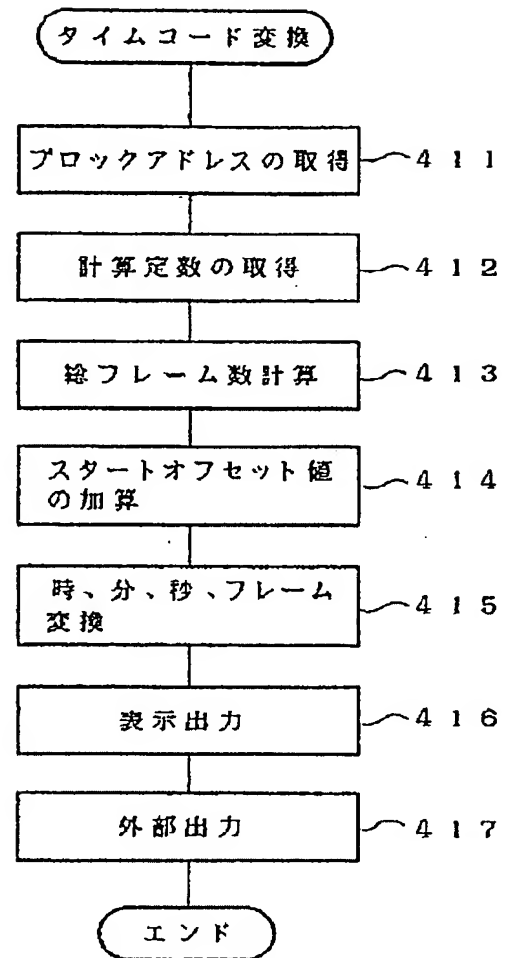 タイムコード変換
ブロックアドレスの取得 411
計算定数の取得 412
総フレーム数計算 413
スタートオフセット値
の加算 414
時、分、秒、フレーム
変換 415
表示出力 416
外部出力 417
エンド